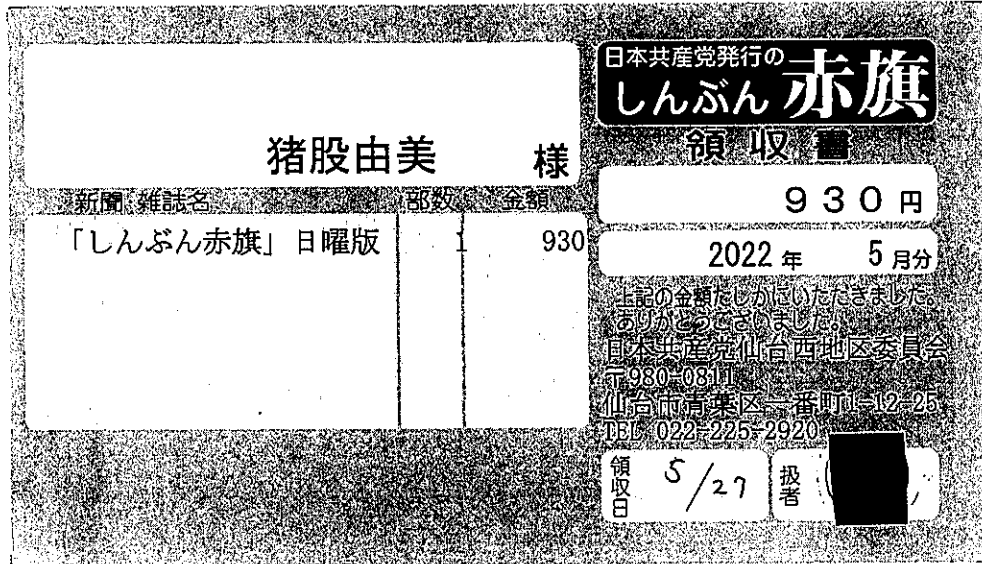 猪股由美 様
新聞・雑誌名 部数 金額
「しんぶん赤旗」日曜版 1 930
日本共産党発行の
しんぶん赤旗
領収書
930円
2022年 5月分
上記の金額たしかにいただきました。
ありがとうございました。
日本共産党仙台西地区委員会
〒980-0811
仙台市青葉区一番町1-12-25
TEL 022-225-2920
領収日 5/27 扱者